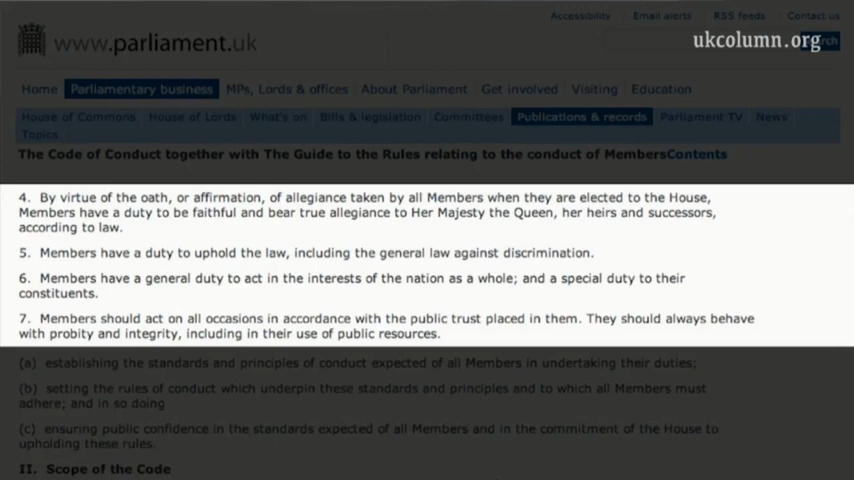 Accessibility Email alerts RSS feeds Contact us
www.parliament.uk
ukcolumn.org
Home Parliamentary business MPs, Lords & offices About Parliament Get involved Visiting Education
House of Commons House of Lords What's on Bills & legislation Committees Publications & records Parliament TV News
Topics
The Code of Conduct together with The Guide to the Rules relating to the conduct of MembersContents
4. By virtue of the oath, or affirmation, of allegiance taken by all Members when they are elected to the House,
Members have a duty to be faithful and bear true allegiance to Her Majesty the Queen, her heirs and successors,
according to law.
5. Members have a duty to uphold the law, including the general law against discrimination.
6. Members have a general duty to act in the interests of the nation as a whole; and a special duty to their
constituents.
7. Members should act on all occasions in accordance with the public trust placed in them. They should always behave
with probity and integrity, including in their use of public resources.
(a) establishing the standards and principles of conduct expected of all Members in undertaking their duties;
(b) setting the rules of conduct which underpin these standards and principles and to which all Members must
adhere; and in so doing
(c) ensuring public confidence in the standards expected of all Members and in the commitment of the House to
upholding these rules.
II. Scope of the Code